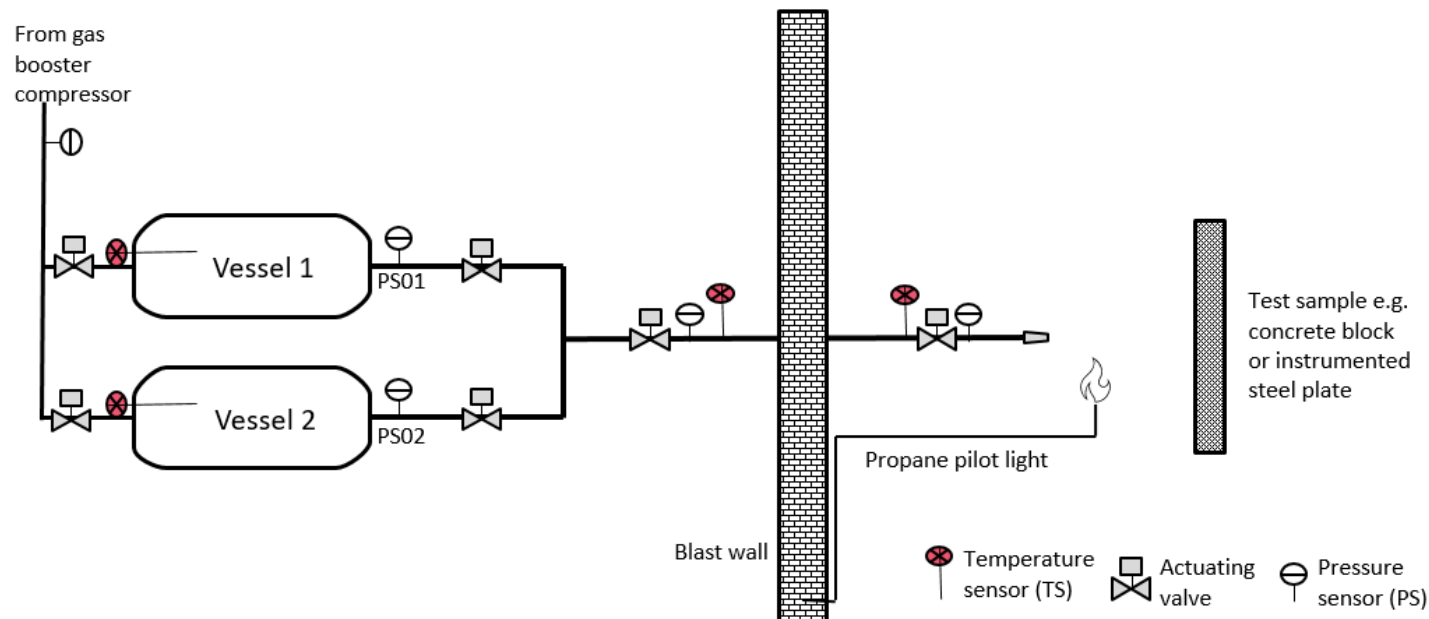 From gas
booster
compressor
Vessel 1
PS01
Vessel 2
PS02
Test sample e.g.
concrete block
or instrumented
steel plate
Propane pilot light
Blast wall
Temperature
sensor (TS)
Actuating
valve
Pressure
sensor (PS)